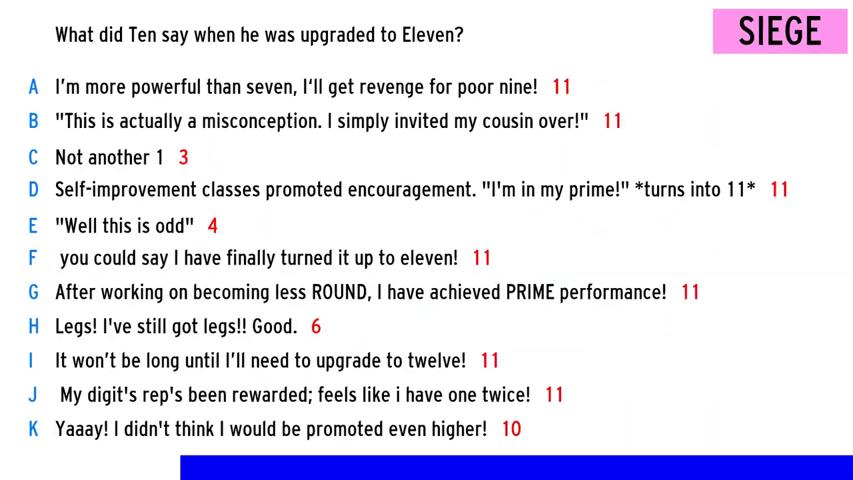 What did Ten say when he was upgraded to Eleven?
SIEGE
A I'm more powerful than seven, I'll get revenge for poor nine! 11
B "This is actually a misconception. I simply invited my cousin over!" 11
C Not another 1 3
D Self-improvement classes promoted encouragement. "I'm in my prime!" *turns into 11* 11
E "Well this is odd" 4
F you could say I have finally turned it up to eleven! 11
G After working on becoming less ROUND, I have achieved PRIME performance! 11
H Legs! I've still got legs!! Good. 6
I It won't be long until I'll need to upgrade to twelve! 11
J My digit's rep's been rewarded; feels like i have one twice! 11
K Yaaay! I didn't think I would be promoted even higher! 10